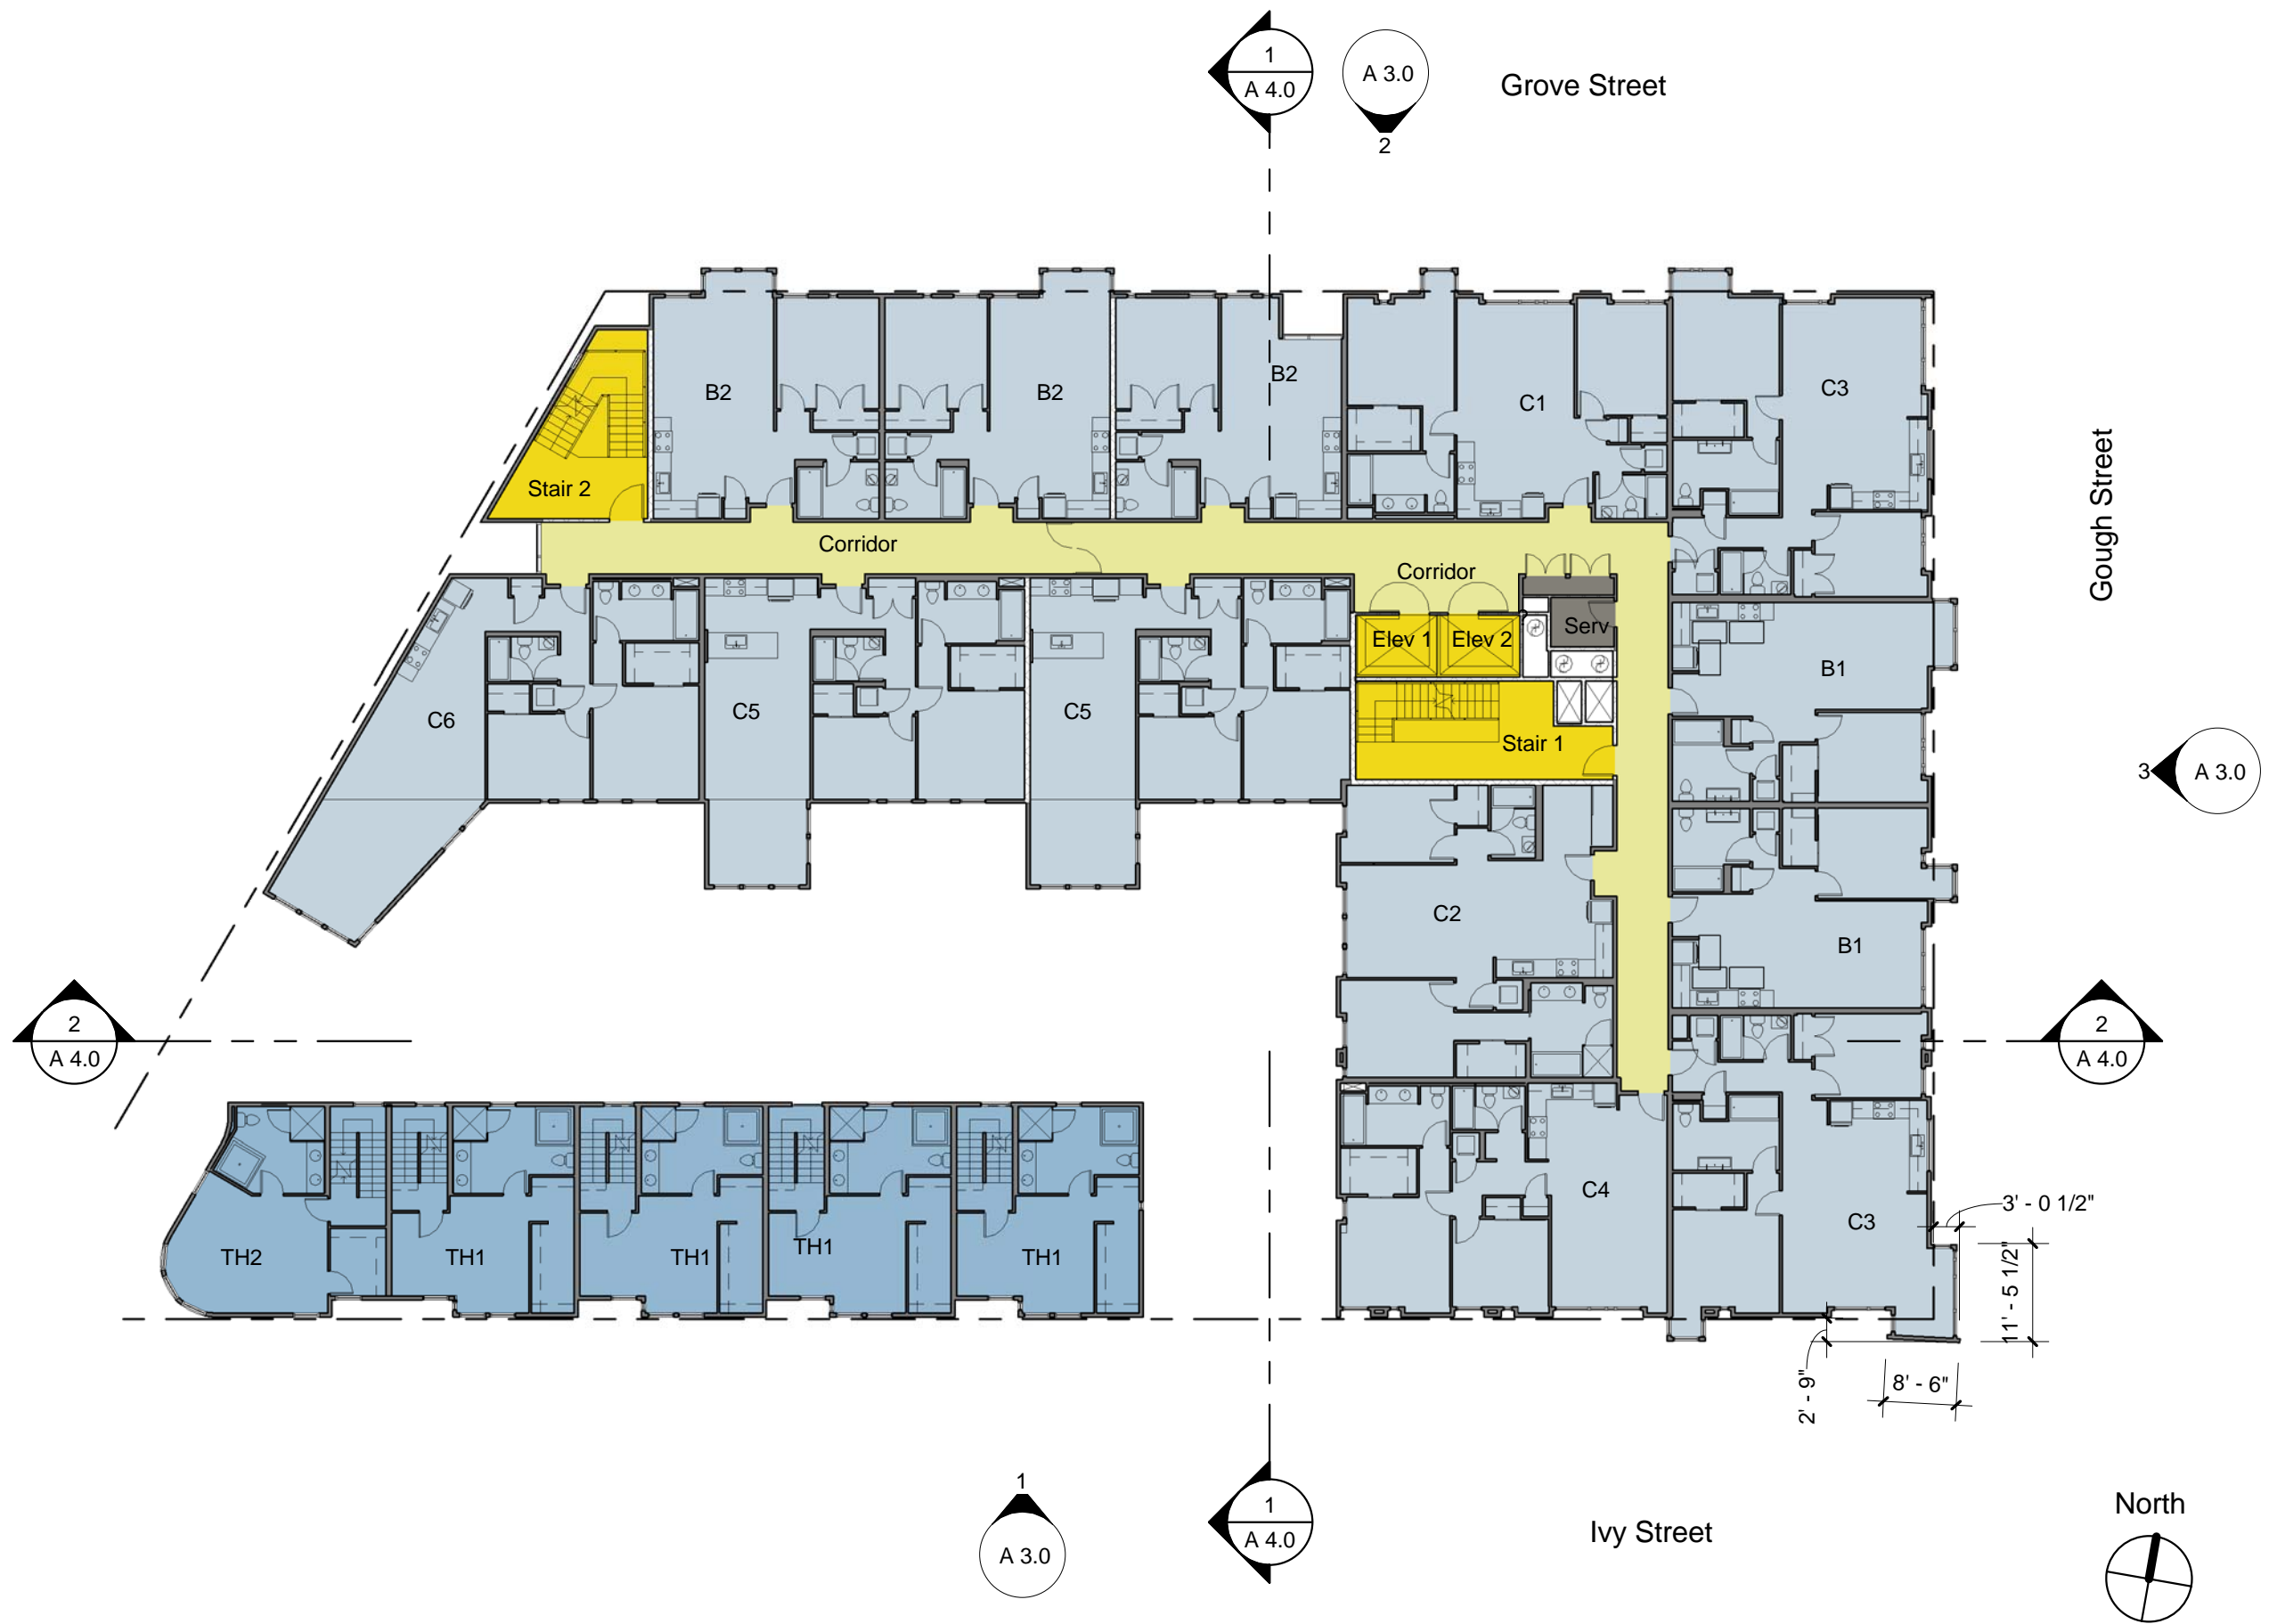 1
A 4.0
A 3.0
2
Grove Street
Gough Street
B2
B2
B2
C1
C3
Stair 2
Corridor
Corridor
Elev 1
Elev 2
Serv
B1
C6
C5
C5
Stair 1
3
A 3.0
C2
B1
2
A 4.0
2
A 4.0
C4
C3
3' - 0 1/2"
11' - 5 1/2"
2' - 9"
8' - 6"
TH2
TH1
TH1
TH1
TH1
1
A 3.0
1
A 4.0
Ivy Street
North